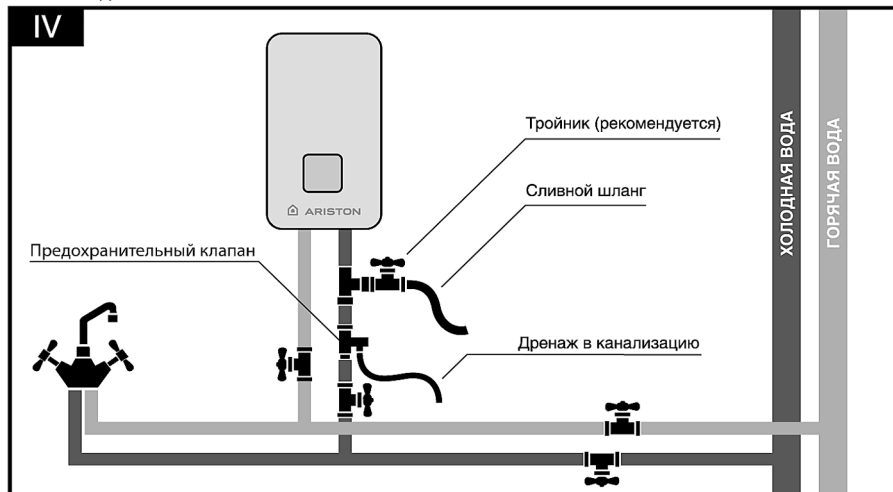 IV
Тройник (рекомендуется)
Сливной шланг
ARISTON
Предохранительный клапан
Дренаж в канализацию
ХОЛОДНАЯ ВОДА
ГОРЯЧАЯ ВОДА